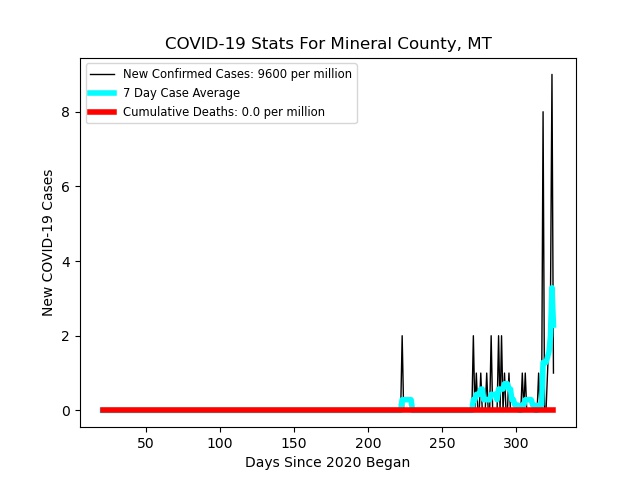 COVID-19 Stats For Mineral County, MT
New Confirmed Cases: 9600 per million
7 Day Case Average
Cumulative Deaths: 0.0 per million
New COVID-19 Cases
8
6
4
2
0
50 100 150 200 250 300
Days Since 2020 Began